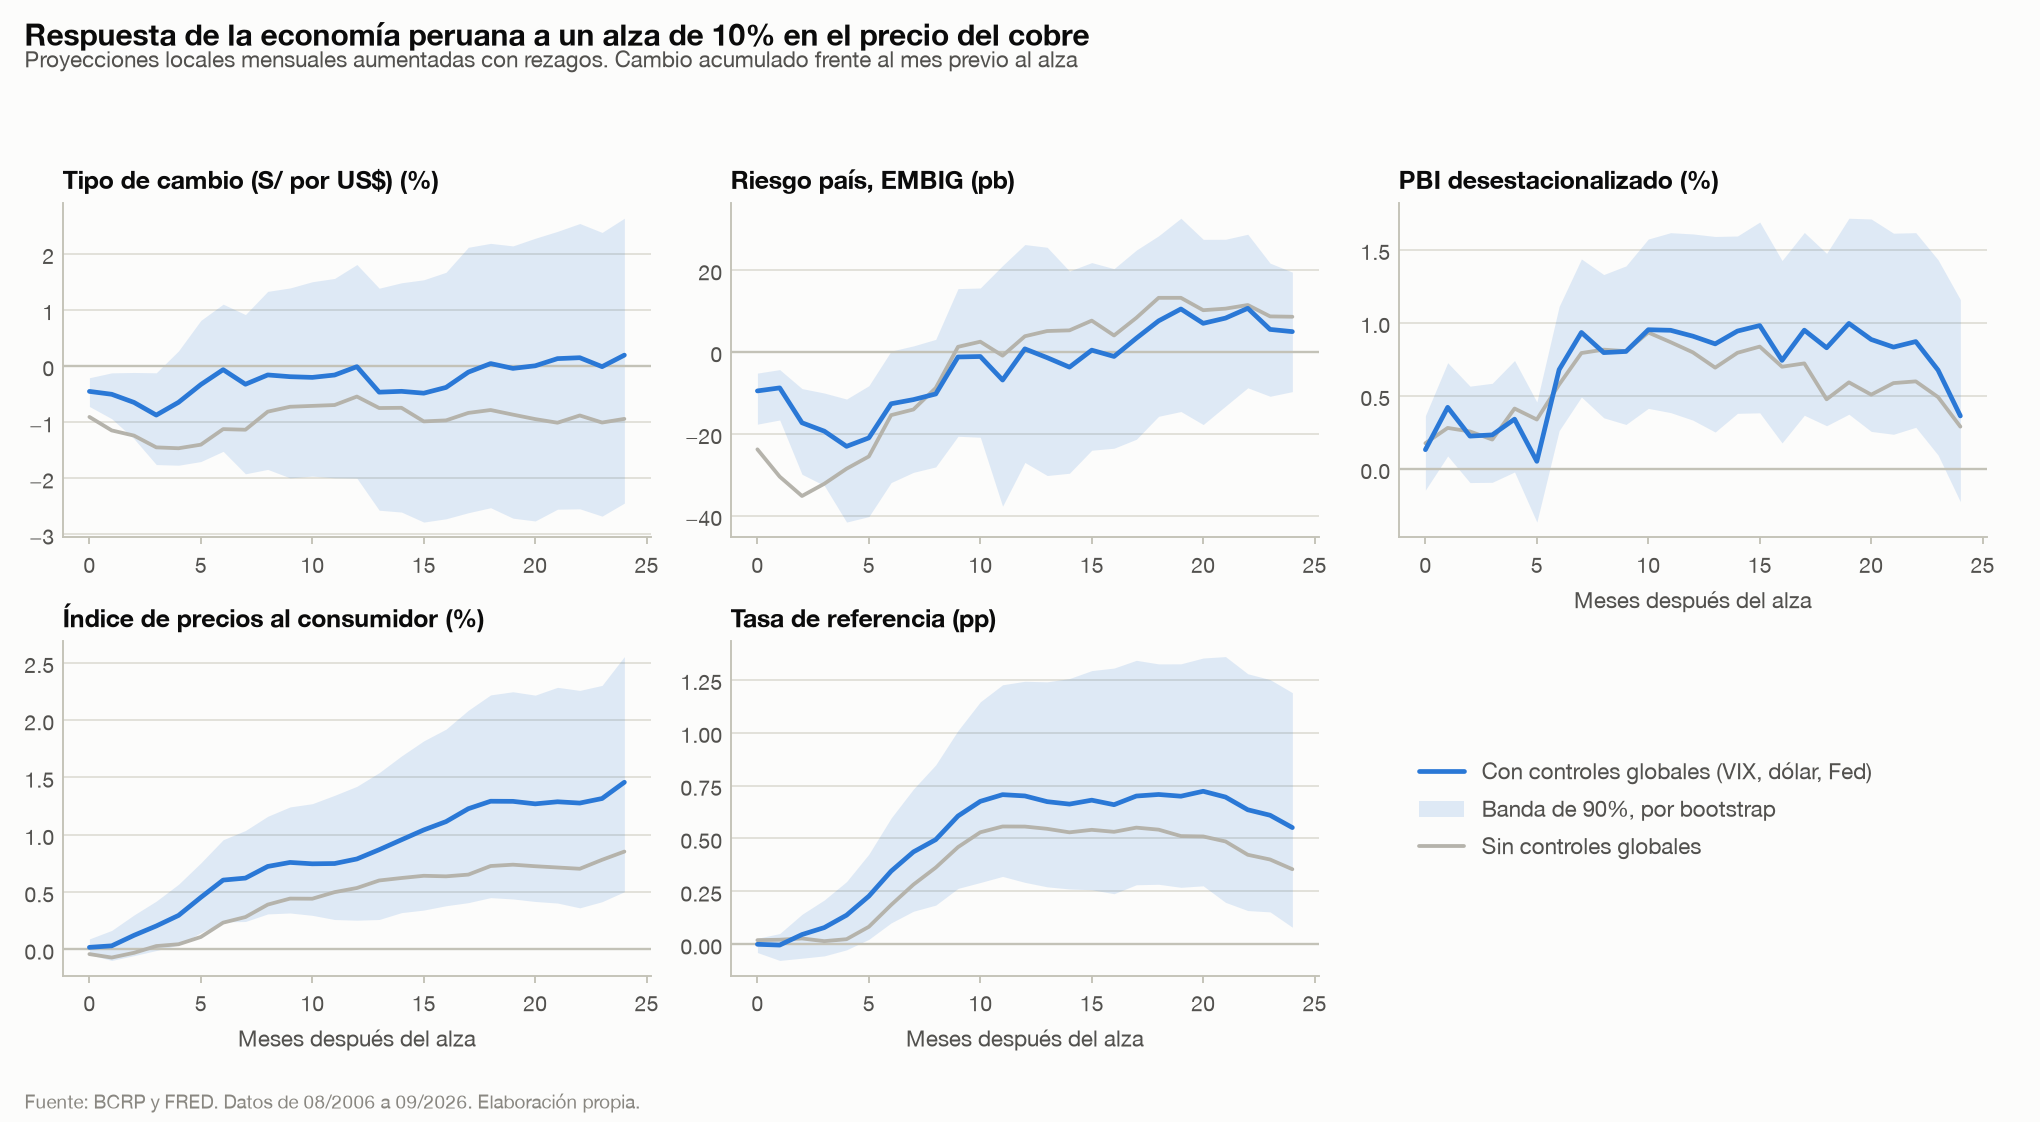 Respuesta de la economía peruana a un alza de 10% en el precio del cobre
Proyecciones locales mensuales aumentadas con rezagos. Cambio acumulado frente al mes previo al alza
Tipo de cambio (S/ por US$) (%)
2
1
0
−1
−2
−3
0 5 10 15 20 25
Riesgo país, EMBIG (pb)
20
0
−20
−40
0 5 10 15 20 25
PBI desestacionalizado (%)
1.5
1.0
0.5
0.0
0 5 10 15 20 25
Meses después del alza
Índice de precios al consumidor (%)
2.5
2.0
1.5
1.0
0.5
0.0
0 5 10 15 20 25
Meses después del alza
Tasa de referencia (pp)
1.25
1.00
0.75
0.50
0.25
0.00
0 5 10 15 20 25
Meses después del alza
Con controles globales (VIX, dólar, Fed)
Banda de 90%, por bootstrap
Sin controles globales
Fuente: BCRP y FRED. Datos de 08/2006 a 09/2026. Elaboración propia.